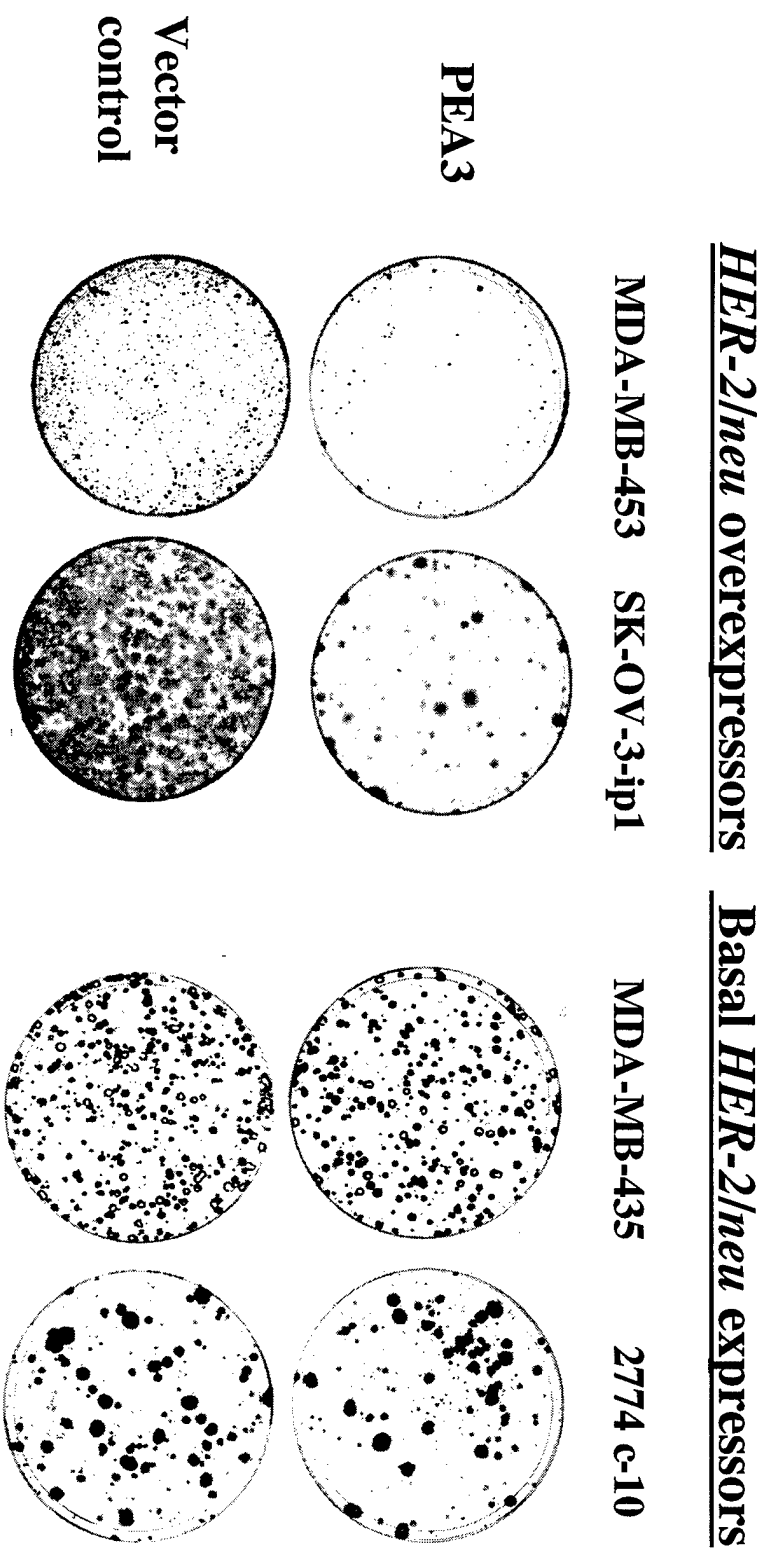 HER-2/neu overexpressors Basal HER-2/neu expressors
MDA-MB-453 SK-OV-3-ip1 MDA-MB-435 2774 c-10
PEA3
Vector
control